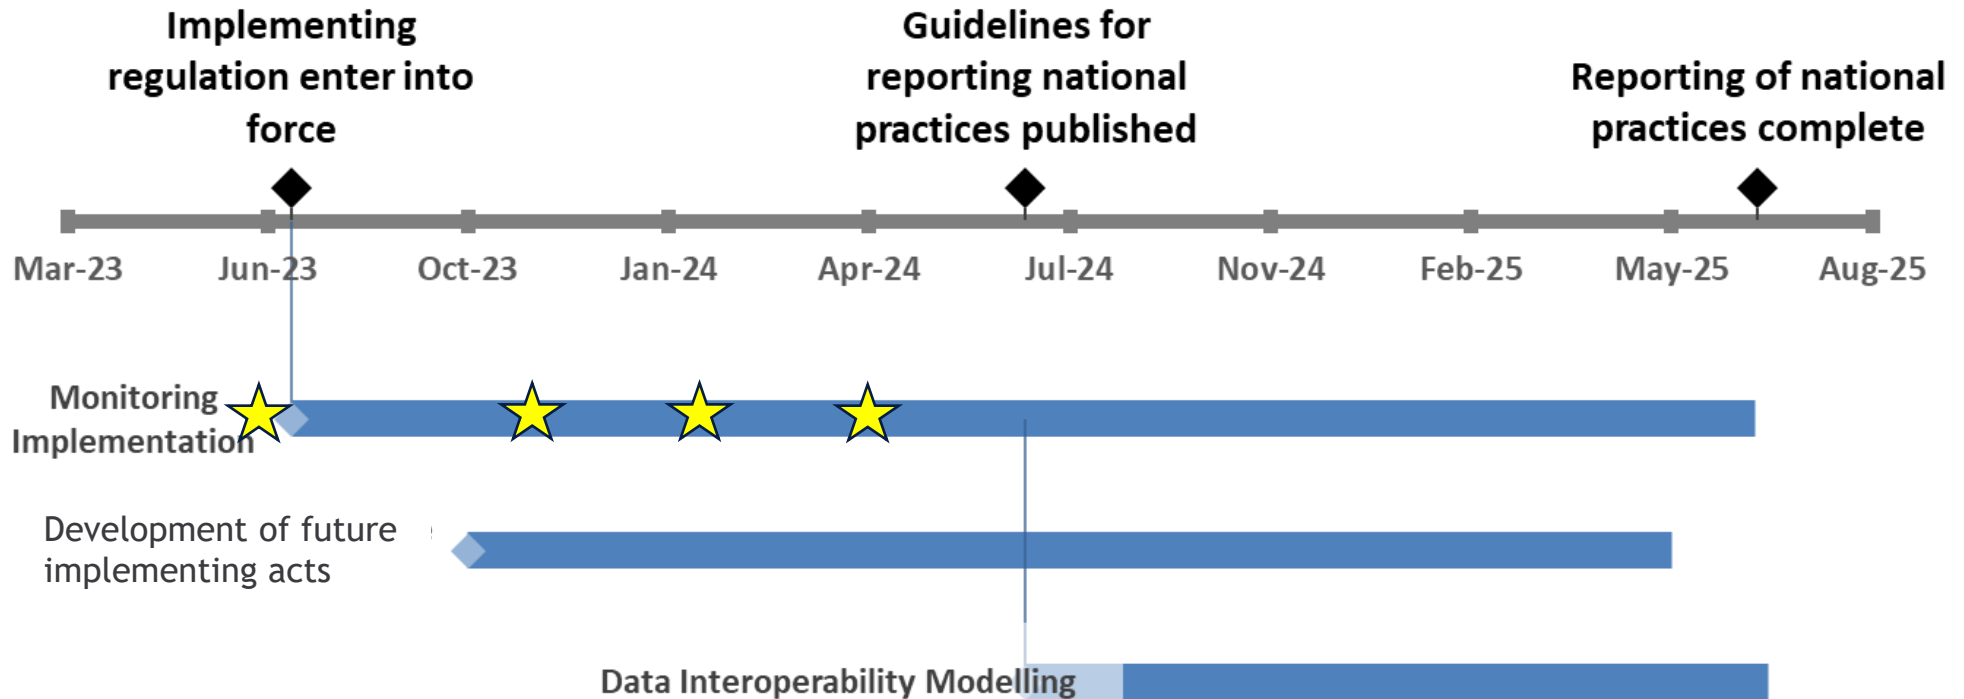 Implementing
regulation enter into
force
Guidelines for
reporting national
practices published
Reporting of national
practices complete
Mar-23 Jun-23 Oct-23 Jan-24 Apr-24 Jul-24 Nov-24 Feb-25 May-25 Aug-25
Monitoring
Implementation
Development of future
implementing acts
Data Interoperability Modelling